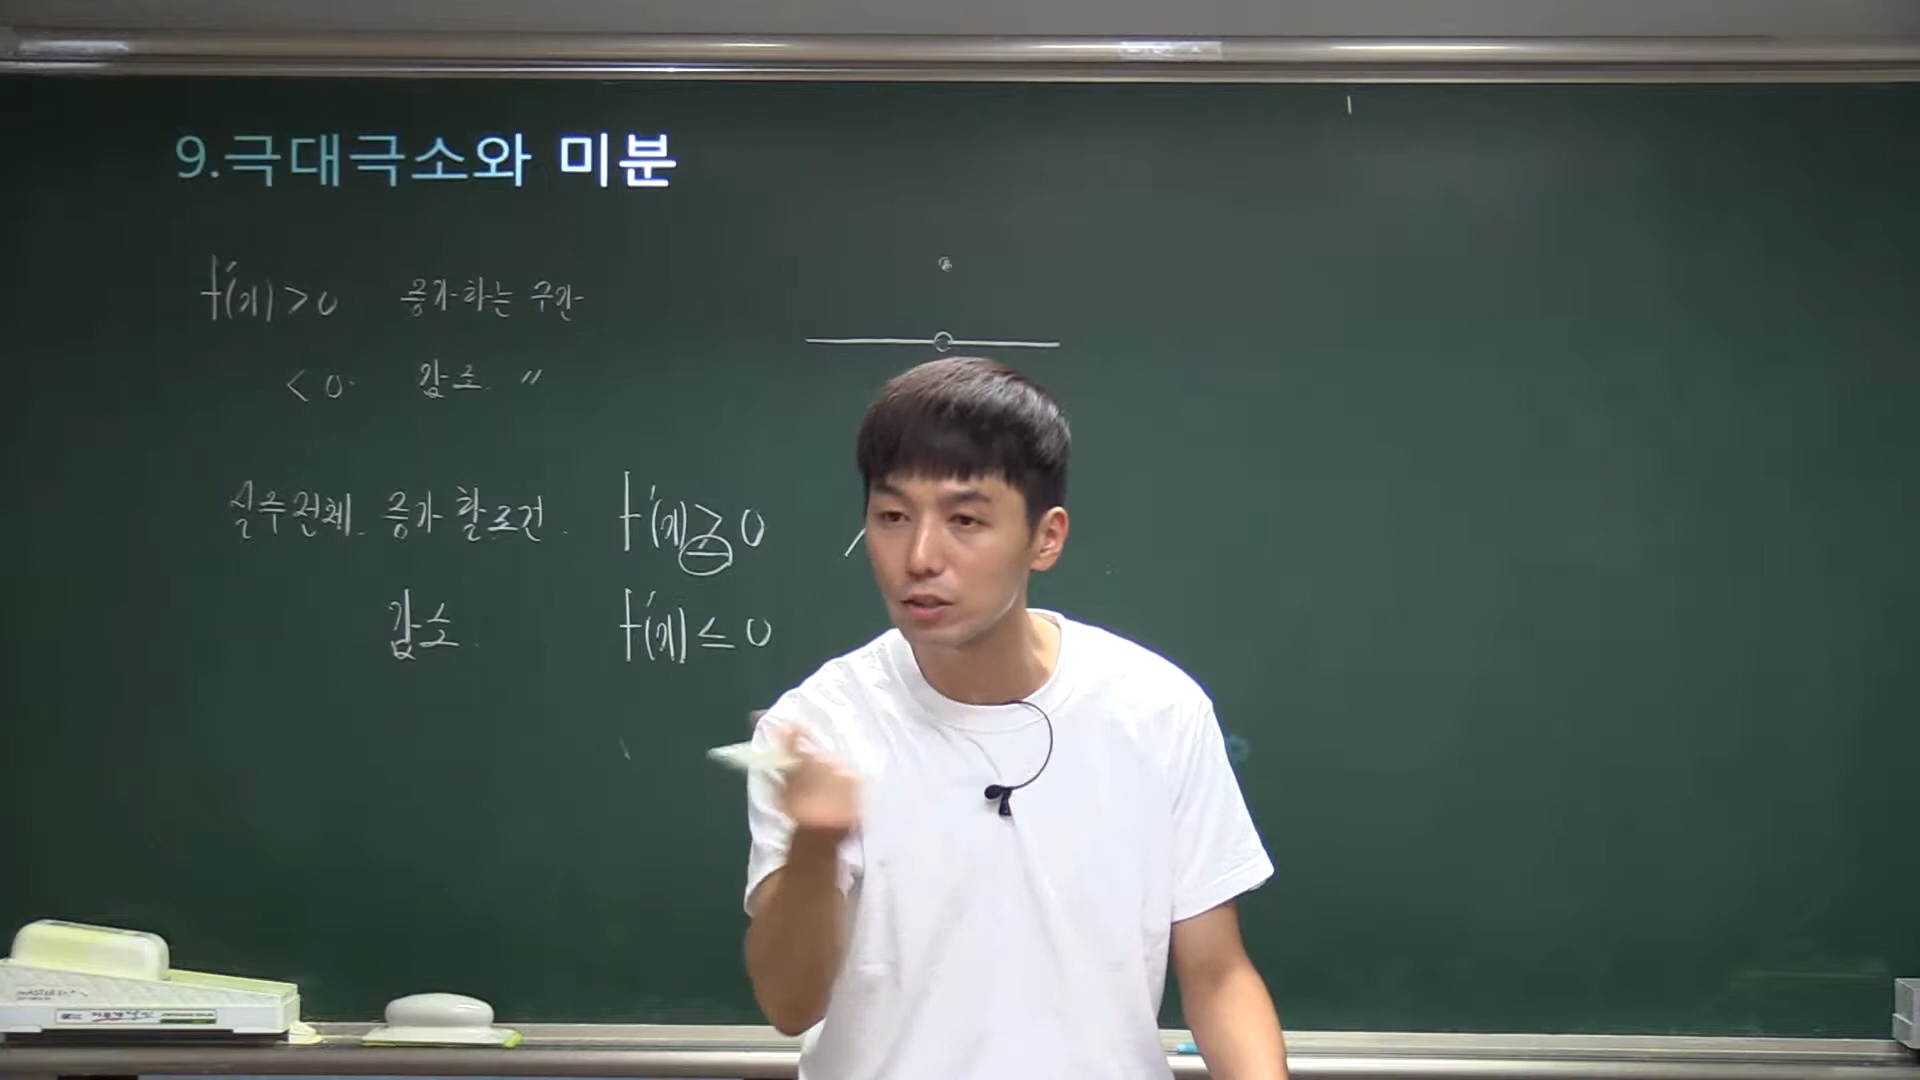 9.극대극소와 미분
f'(x)>0 증가하는 구간
<0. 감소. 〃
실수전체. 증가할조건. f'(x)≥0
감소. f'(x)≤0